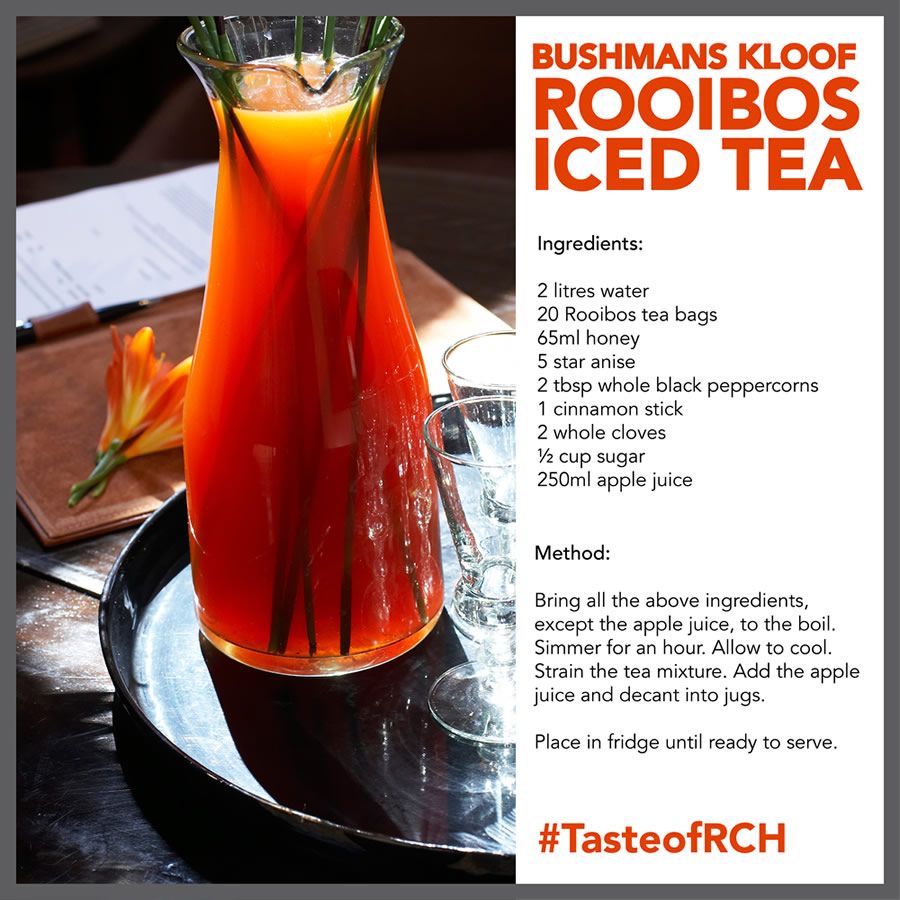 BUSHMANS KLOOF
ROOIBOS
ICED TEA
Ingredients:
2 litres water
20 Rooibos tea bags
65ml honey
5 star anise
2 tbsp whole black peppercorns
1 cinnamon stick
2 whole cloves
½ cup sugar
250ml apple juice
Method:
Bring all the above ingredients,
except the apple juice, to the boil.
Simmer for an hour. Allow to cool.
Strain the tea mixture. Add the apple
juice and decant into jugs.
Place in fridge until ready to serve.
#TasteofRCH